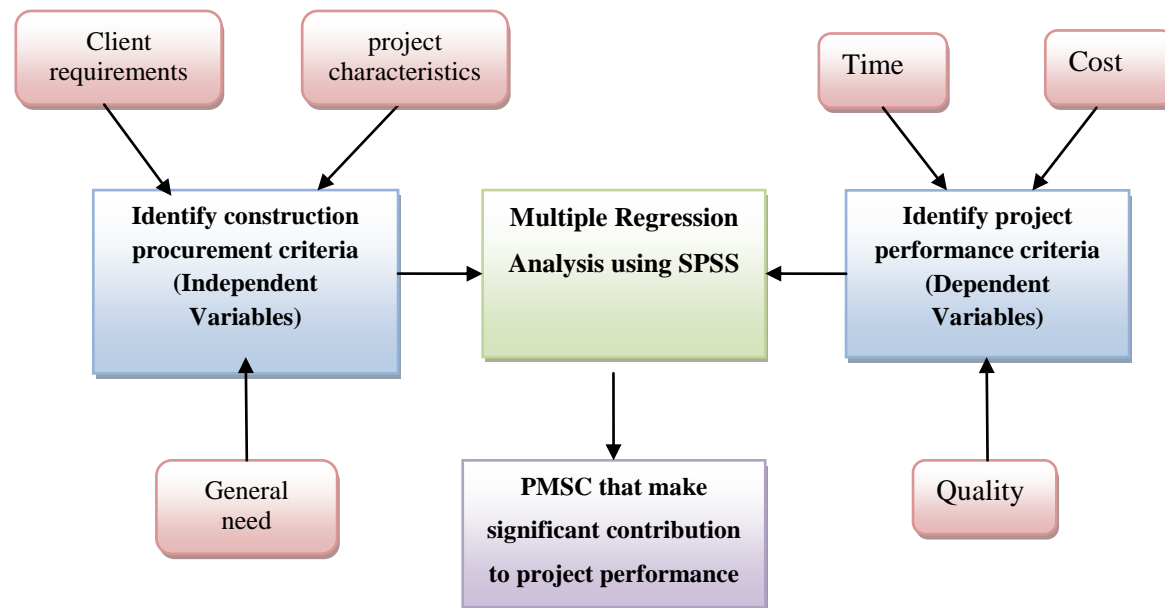 Client
requirements
project
characteristics
Time
Cost
Identify construction
procurement criteria
(Independent
Variables)
Multiple Regression
Analysis using SPSS
Identify project
performance criteria
(Dependent
Variables)
General
need
PMSC that make
significant contribution
to project performance
Quality